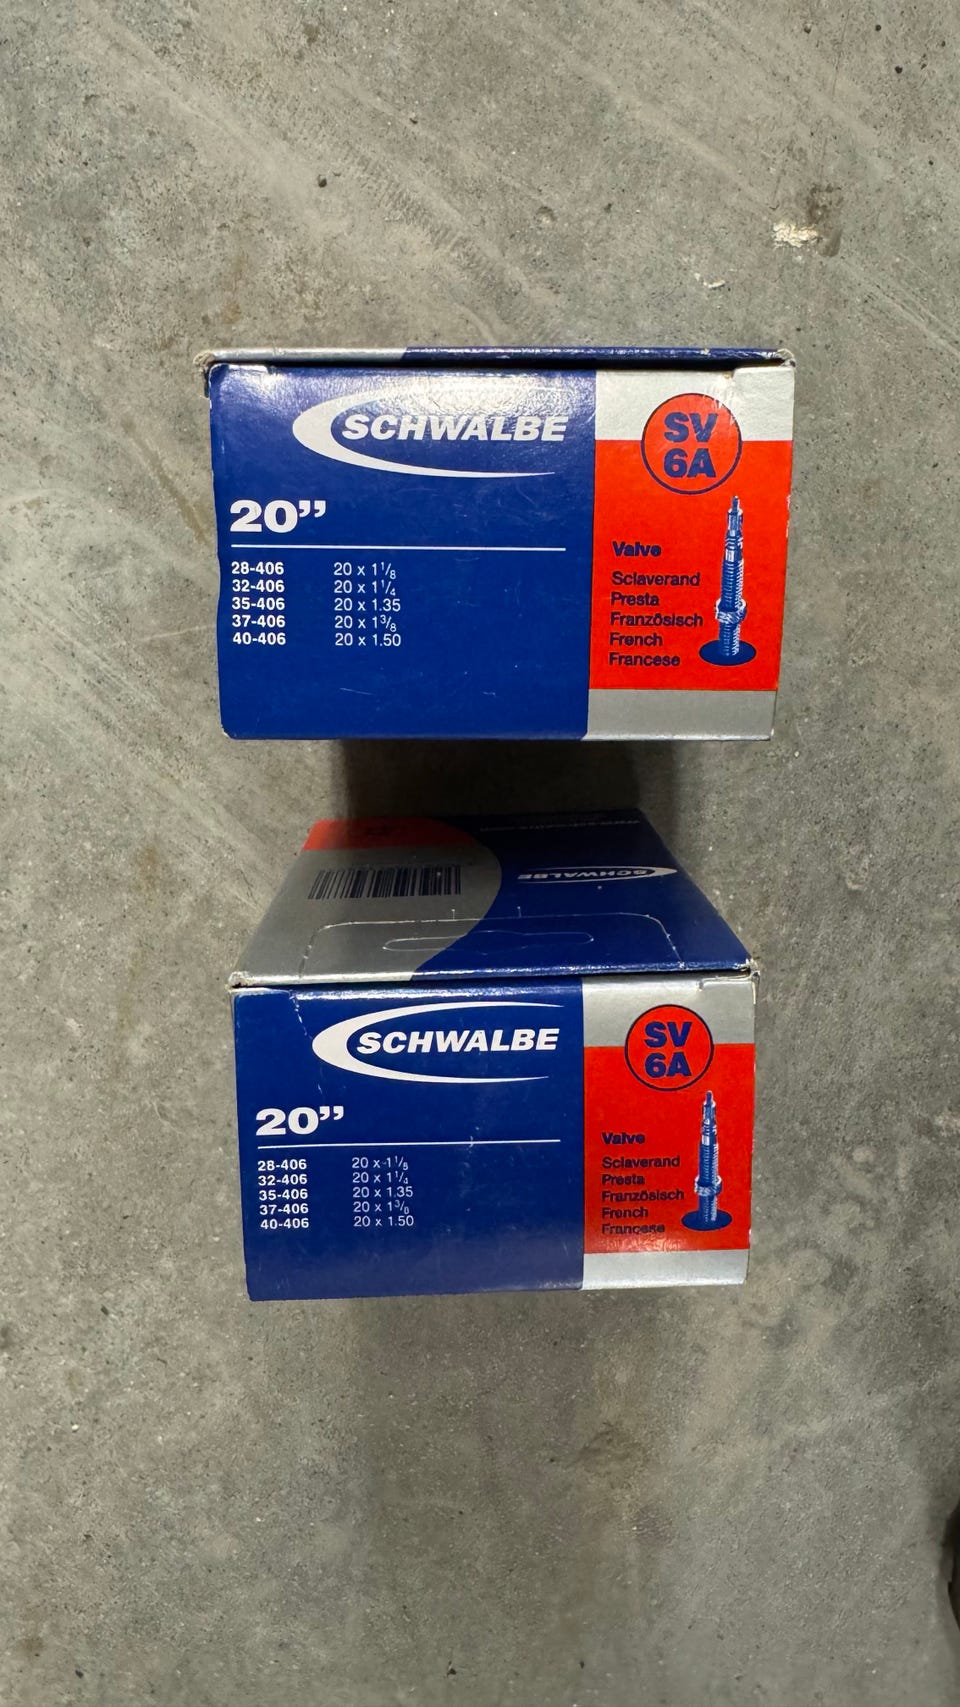 SCHWALBE
20”
28-406 20 x 1 1/8
32-406 20 x 1 1/4
35-406 20 x 1.35
37-406 20 x 1 3/8
40-406 20 x 1.50
SV
6A
Valve
Sclaverand
Presta
Französisch
French
Francese
SCHWALBE
SCHWALBE
20”
28-406 20 x 1 1/8
32-406 20 x 1 1/4
35-406 20 x 1.35
37-406 20 x 1 3/8
40-406 20 x 1.50
SV
6A
Valve
Sclaverand
Presta
Französisch
French
Francese